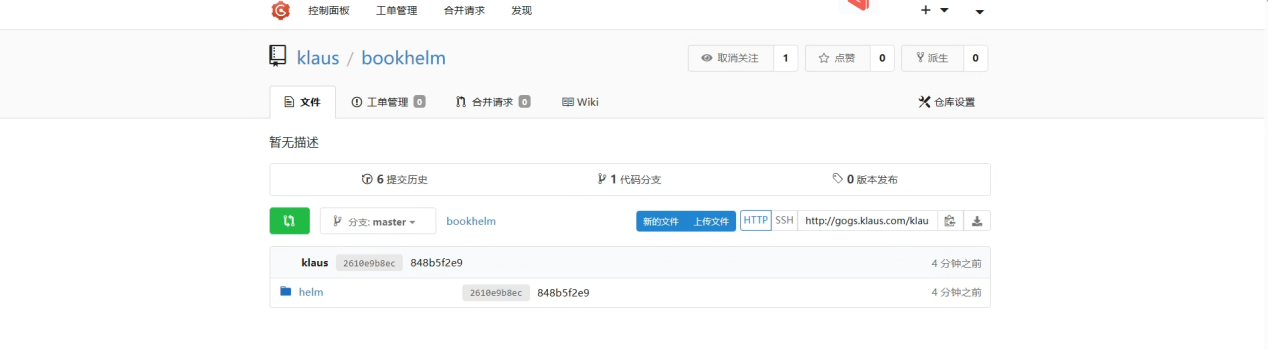 控制面板 工单管理 合并请求 发现
klaus / bookhelm 取消关注 1 点赞 0 派生 0
文件 工单管理 0 合并请求 0 Wiki 仓库设置
暂无描述
6 提交历史 1 代码分支 0 版本发布
分支: master bookhelm 新的文件 上传文件 HTTP SSH http://gogs.klaus.com/klau
klaus 2610e9b8ec 848b5f2e9 4 分钟之前
helm 2610e9b8ec 848b5f2e9 4 分钟之前